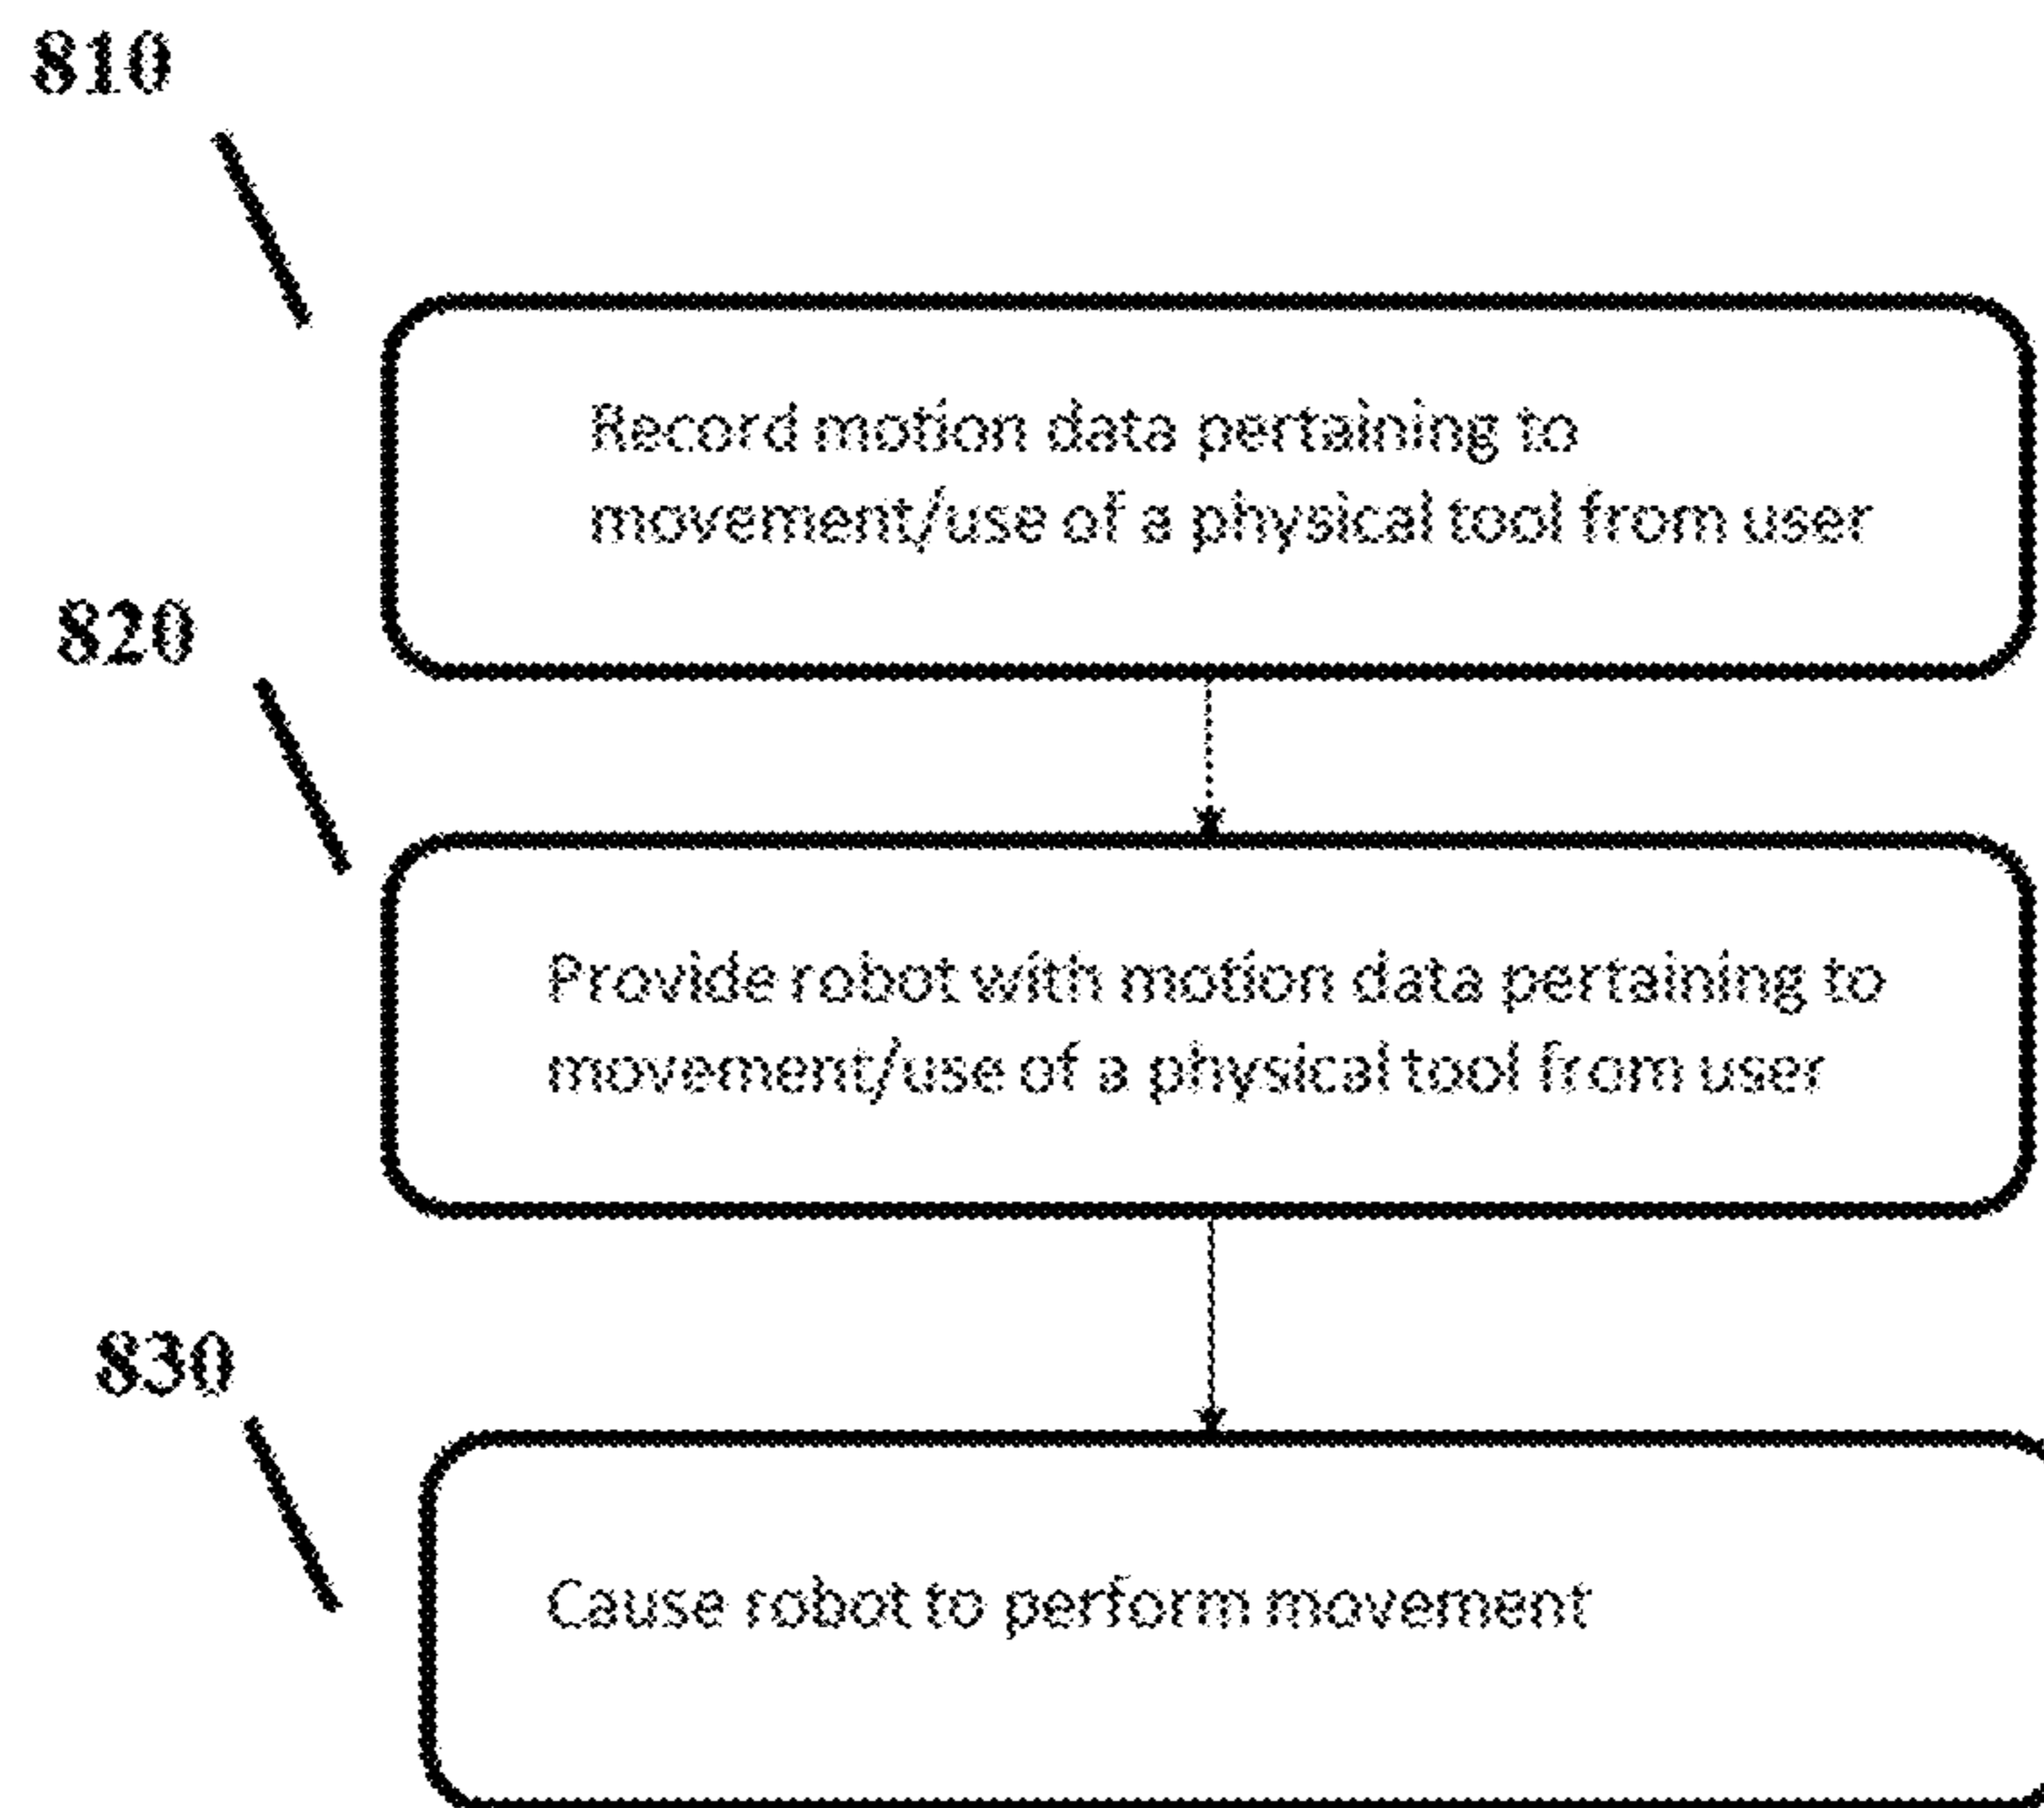 810
Record motion data pertaining to
movement/use of a physical tool from user
820
Provide robot with motion data pertaining to
movement/use of a physical tool from user
830
Cause robot to perform movement